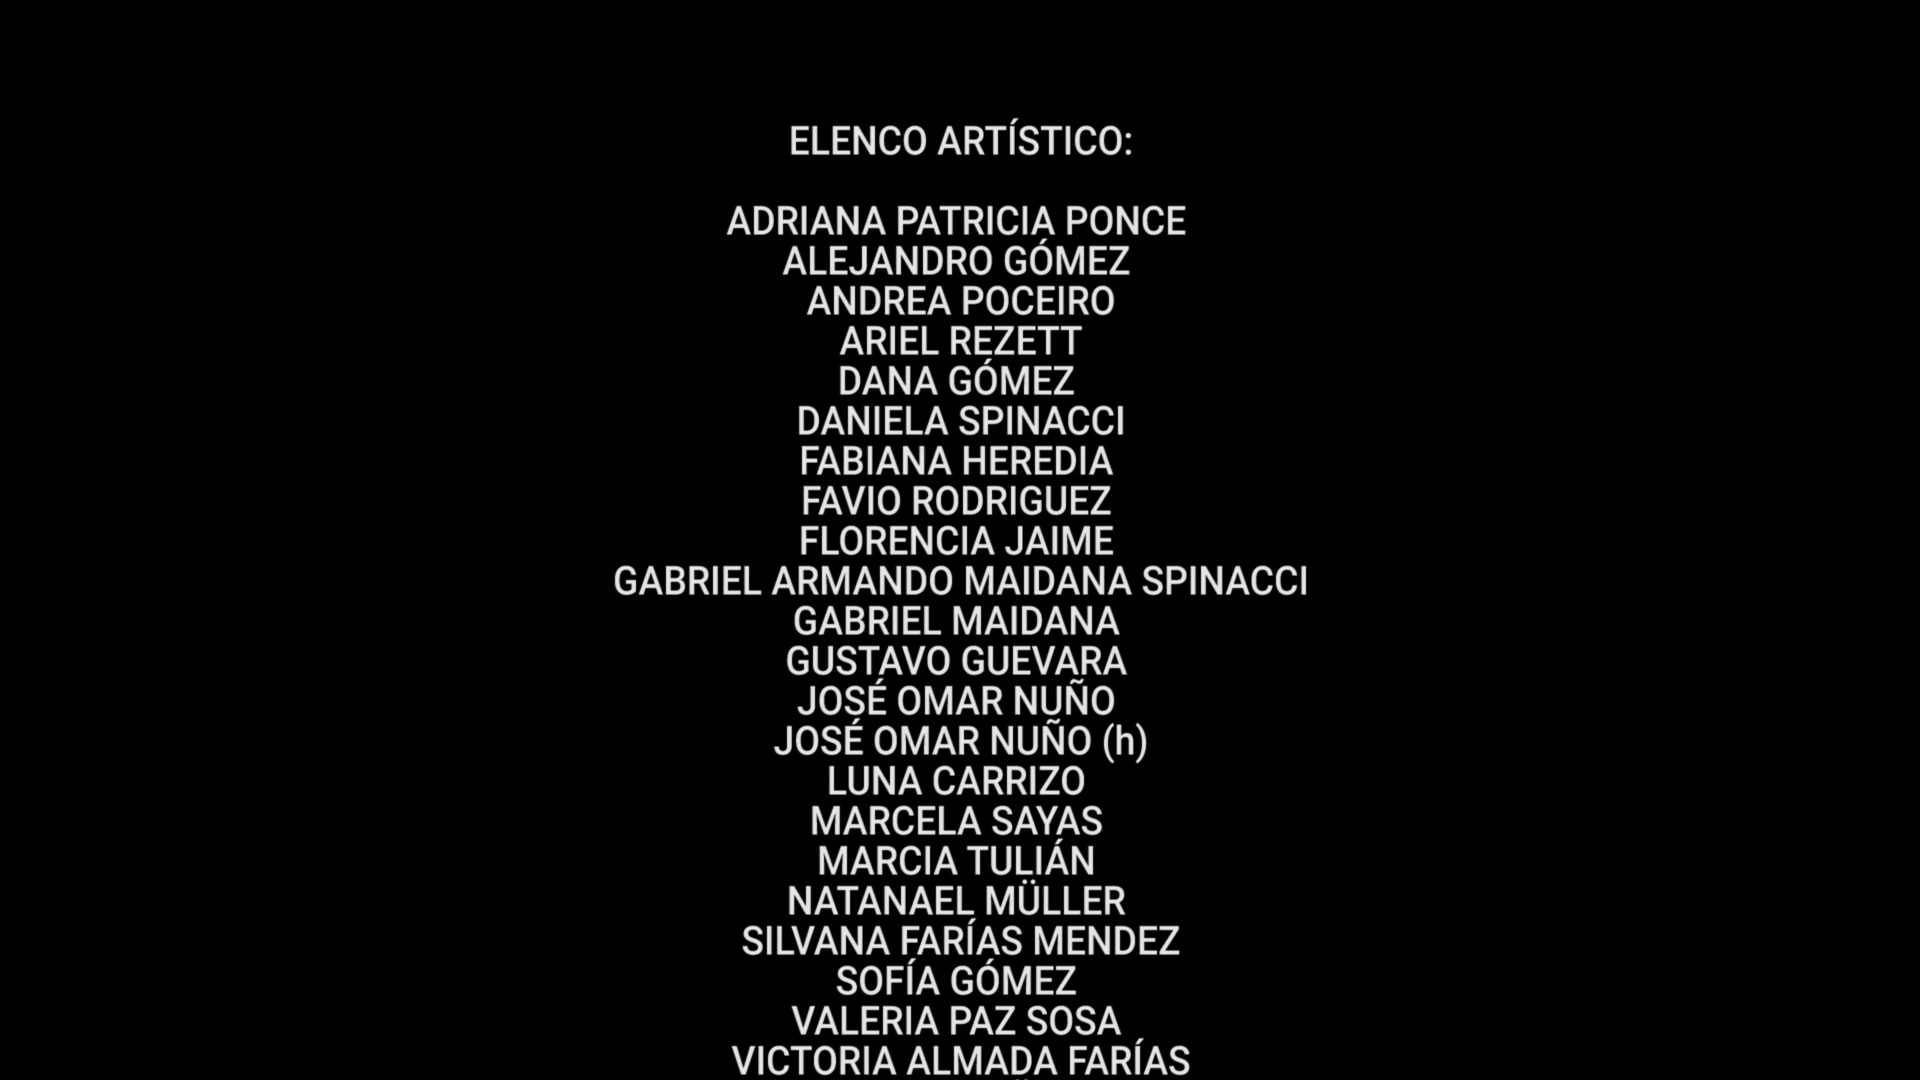 ELENCO ARTÍSTICO:
ADRIANA PATRICIA PONCE
ALEJANDRO GÓMEZ
ANDREA POCEIRO
ARIEL REZETT
DANA GÓMEZ
DANIELA SPINACCI
FABIANA HEREDIA
FAVIO RODRIGUEZ
FLORENCIA JAIME
GABRIEL ARMANDO MAIDANA SPINACCI
GABRIEL MAIDANA
GUSTAVO GUEVARA
JOSÉ OMAR NUÑO
JOSÉ OMAR NUÑO (h)
LUNA CARRIZO
MARCELA SAYAS
MARCIA TULIÁN
NATANAEL MÜLLER
SILVANA FARÍAS MENDEZ
SOFÍA GÓMEZ
VALERIA PAZ SOSA
VICTORIA ALMADA FARÍAS